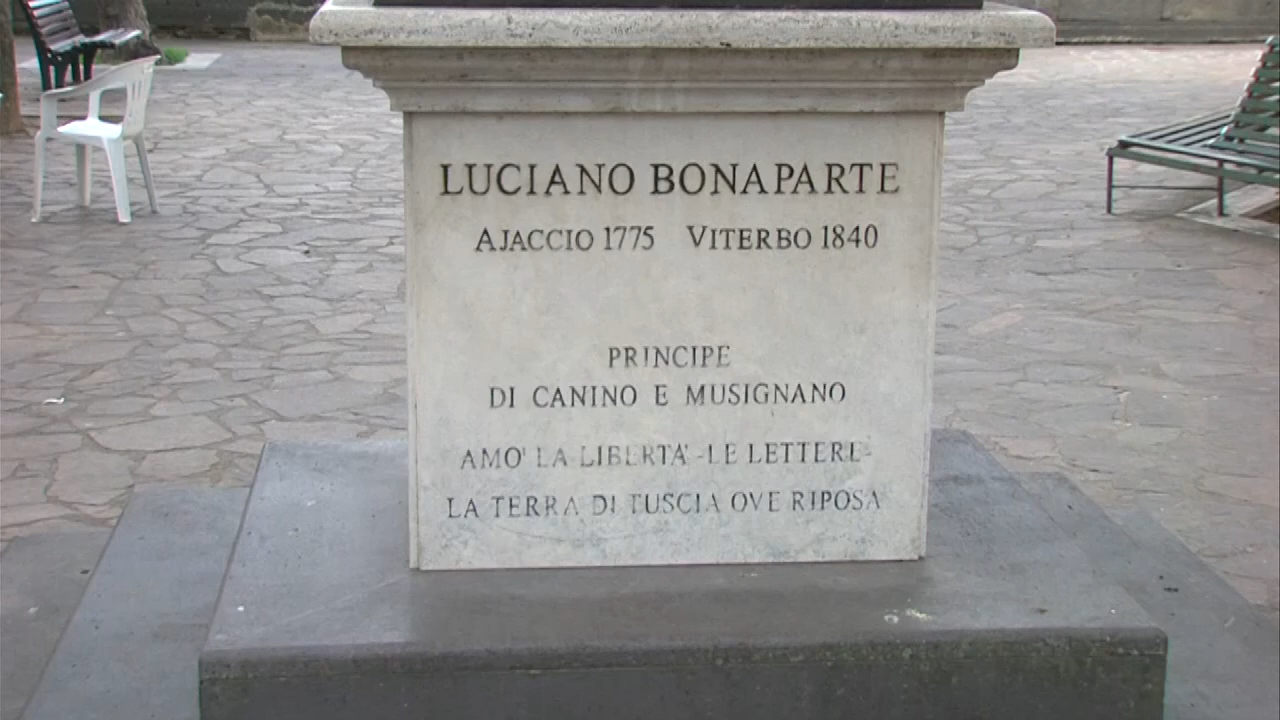 LUCIANO BONAPARTE
AJACCIO 1775 VITERBO 1840
PRINCIPE
DI CANINO E MUSIGNANO
AMO' LA LIBERTA' - LE LETTERE -
LA TERRA DI TUSCIA OVE RIPOSA